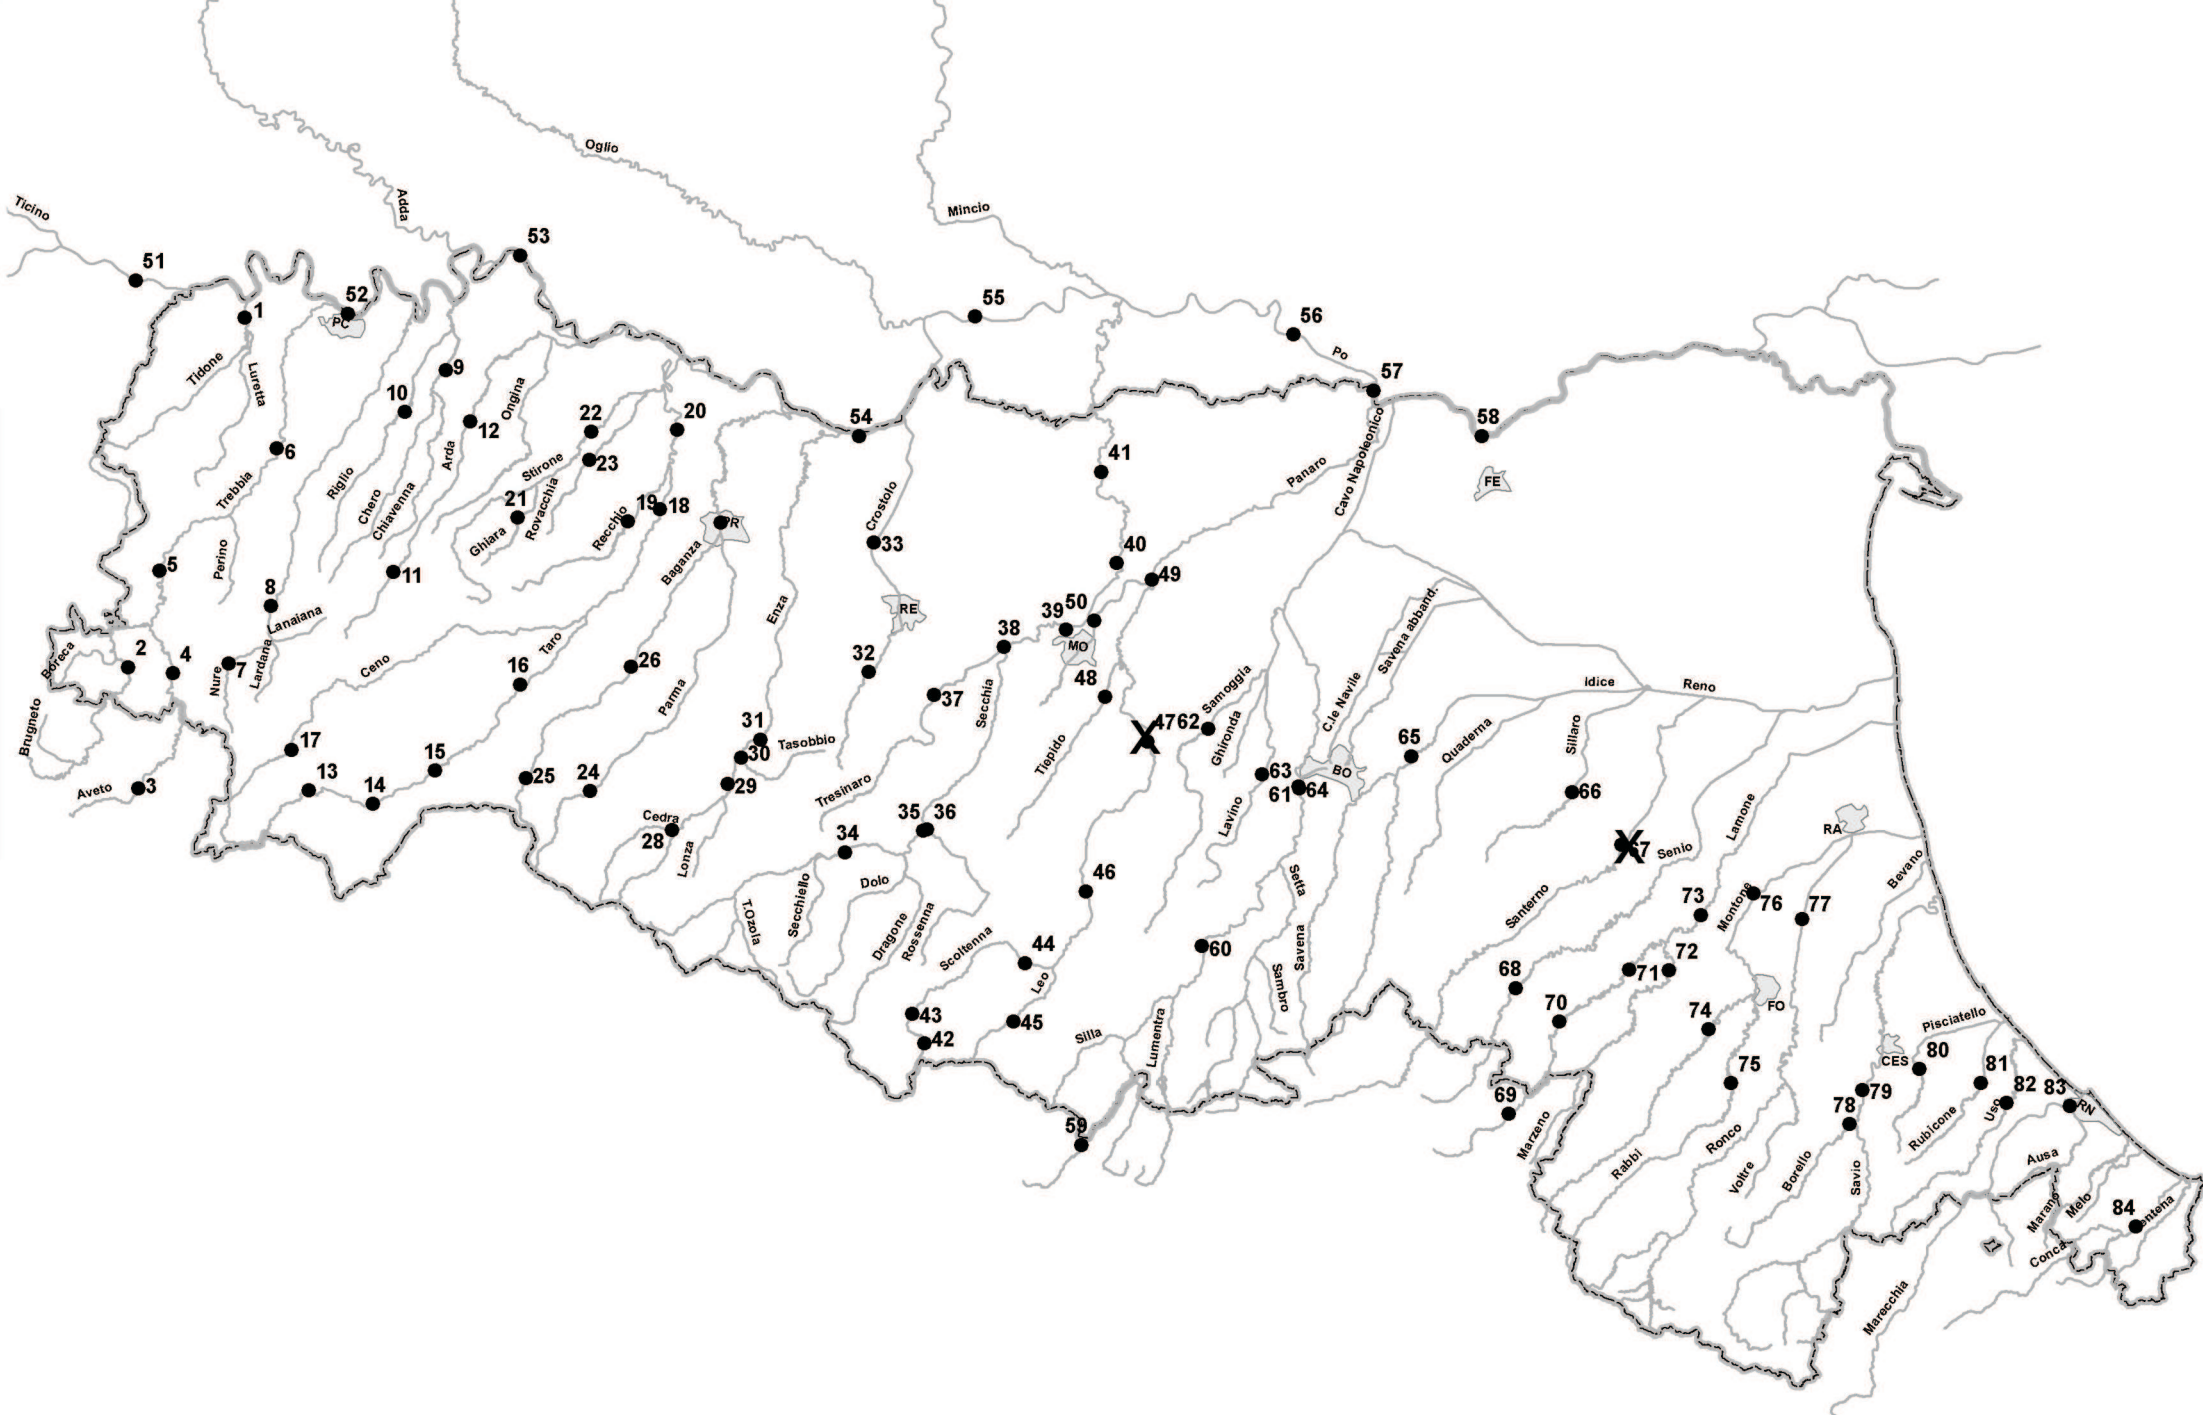 Oglio
Adda
Ticino
Mincio
53
51
52
1
PC
55
56
Po
57
Tidone
Luretta
9
10
Ongina
12
22
20
54
58
6
Arda
Stirone
23
41
Trebbia
Riglio
Chero
Chiavenna
21
Rovacchia
19
18
Crostolo
Panaro
Cavo Napoleonico
FE
Ghiara
Recchio
PR
33
40
Perino
5
11
Baganza
49
8
Lanaiana
Enza
RE
39
50
Savena abband.
Boreca
2
4
7
Nure
Lardana
Ceno
Taro
16
26
38
MO
32
48
37
Samoggia
Idice
Reno
Brugneto
Parma
Secchia
31
Tasobbio
30
47
62
Ghironda
C.le Navile
65
Quaderna
Sillaro
17
15
Tiepido
Aveto
3
13
14
25
24
29
Tresinaro
63
BO
61
64
66
Cedra
28
Lonza
35
36
34
Lavino
67
Senio
Lamone
RA
Dolo
46
Setta
Bevano
T.Ozola
Secchiello
Dragone
Rossenna
Santerno
73
Montone
76
77
Scoltenna
44
60
Savena
Sambro
72
71
68
Leo
43
45
70
74
FO
42
Silla
Lumentra
Pisciatello
CES
80
75
81
82
83
79
78
69
59
RN
Uso
Marzeno
Rubicone
Rabbi
Ronco
Voltre
Borello
Savio
Ausa
Marano
Melo
84
entena
Conca
Marecchia